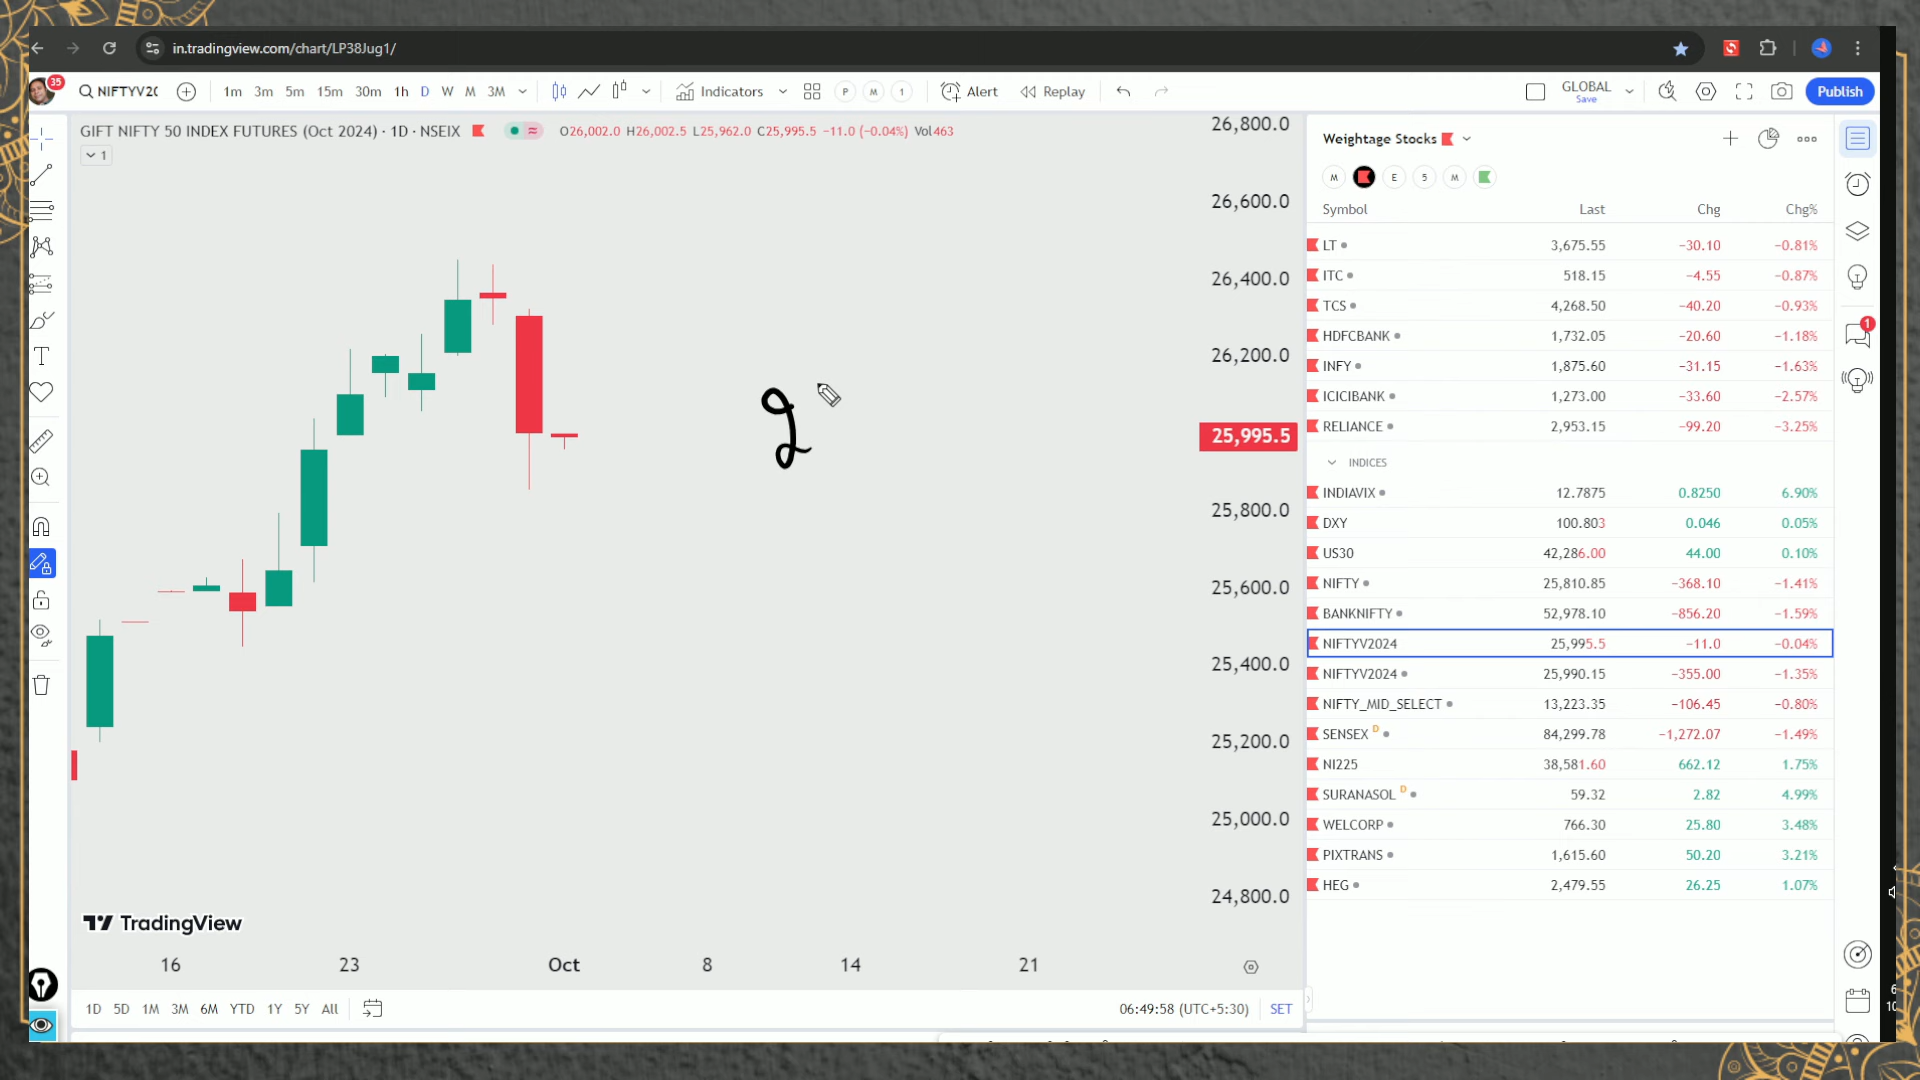 in.tradingview.com/chart/LP38Jug1/
35
NIFTYV20
1m 3m 5m 15m 30m 1h D W M 3M
Indicators
P M 1
Alert
Replay
GLOBAL
Save
Publish
GIFT NIFTY 50 INDEX FUTURES (Oct 2024) · 1D · NSEIX
O26,002.0 H26,002.5 L25,962.0 C25,995.5 −11.0 (−0.04%) Vol463
1
26,800.0
26,600.0
26,400.0
26,200.0
25,995.5
25,800.0
25,600.0
25,400.0
25,200.0
25,000.0
24,800.0
2
TradingView
16 23 Oct 8 14 21
1D 5D 1M 3M 6M YTD 1Y 5Y All
06:49:58 (UTC+5:30) SET
Weightage Stocks
M E 5 M
Symbol Last Chg Chg%
LT 3,675.55 −30.10 −0.81%
ITC 518.15 −4.55 −0.87%
TCS 4,268.50 −40.20 −0.93%
HDFCBANK 1,732.05 −20.60 −1.18%
INFY 1,875.60 −31.15 −1.63%
ICICIBANK 1,273.00 −33.60 −2.57%
RELIANCE 2,953.15 −99.20 −3.25%
INDICES
INDIAVIX 12.7875 0.8250 6.90%
DXY 100.803 0.046 0.05%
US30 42,286.00 44.00 0.10%
NIFTY 25,810.85 −368.10 −1.41%
BANKNIFTY 52,978.10 −856.20 −1.59%
NIFTYV2024 25,995.5 −11.0 −0.04%
NIFTYV2024 25,990.15 −355.00 −1.35%
NIFTY_MID_SELECT 13,223.35 −106.45 −0.80%
SENSEX D 84,299.78 −1,272.07 −1.49%
NI225 38,581.60 662.12 1.75%
SURANASOL D 59.32 2.82 4.99%
WELCORP 766.30 25.80 3.48%
PIXTRANS 1,615.60 50.20 3.21%
HEG 2,479.55 26.25 1.07%
1